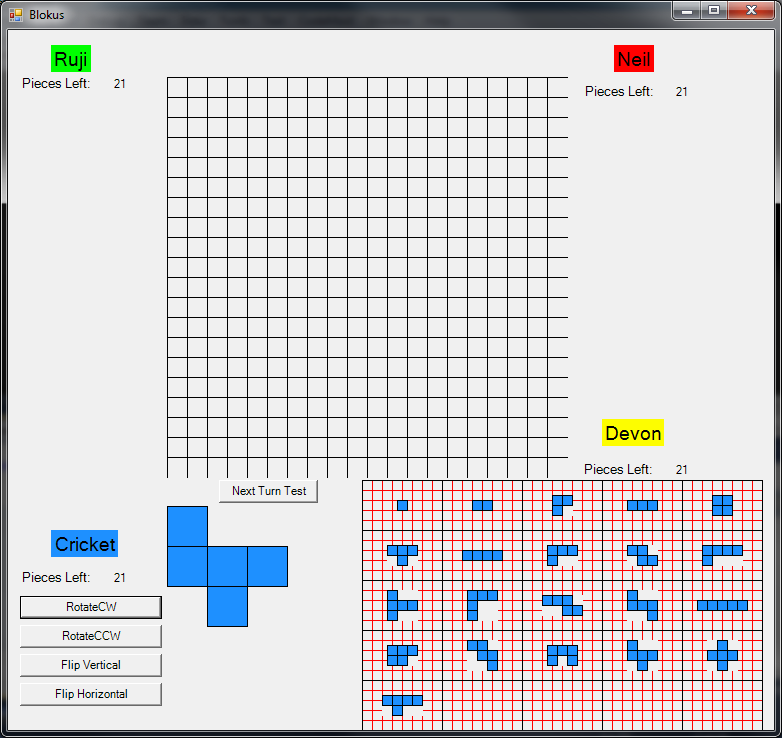 Blokus
Ruji
Pieces Left: 21
Neil
Pieces Left: 21
Devon
Pieces Left: 21
Next Turn Test
Cricket
Pieces Left: 21
RotateCW
RotateCCW
Flip Vertical
Flip Horizontal